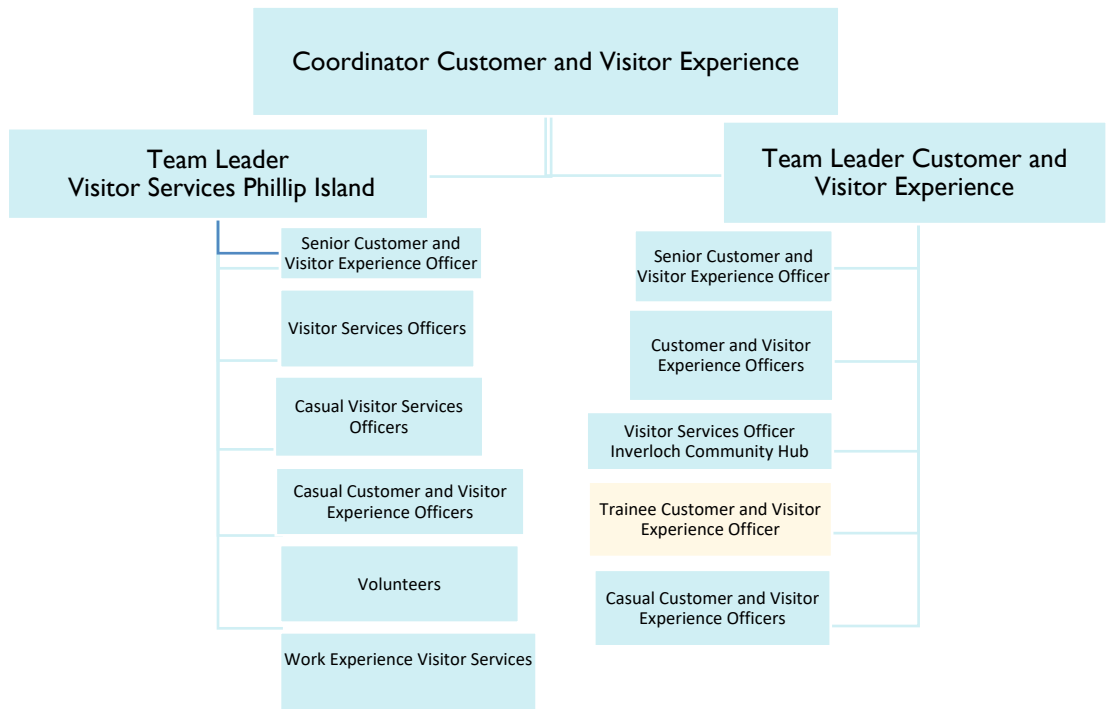 Coordinator Customer and Visitor Experience
Team Leader
Visitor Services Phillip Island
Senior Customer and
Visitor Experience Officer
Visitor Services Officers
Casual Visitor Services
Officers
Casual Customer and Visitor
Experience Officers
Volunteers
Work Experience Visitor Services
Team Leader Customer and
Visitor Experience
Senior Customer and
Visitor Experience Officer
Customer and Visitor
Experience Officers
Visitor Services Officer
Inverloch Community Hub
Trainee Customer and Visitor
Experience Officer
Casual Customer and Visitor
Experience Officers